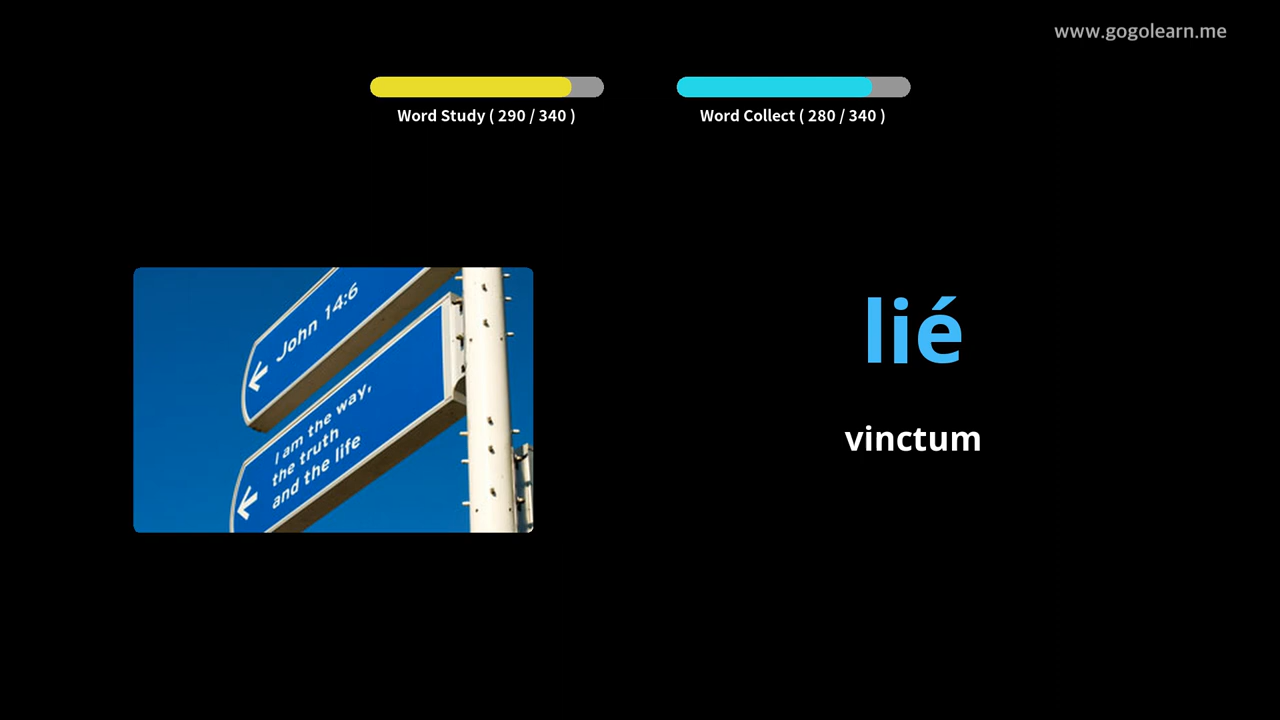 www.gogolearn.me
Word Study ( 290 / 340 )
Word Collect ( 280 / 340 )
John 14:6
I am the way,
the truth
and the life
lié
vinctum